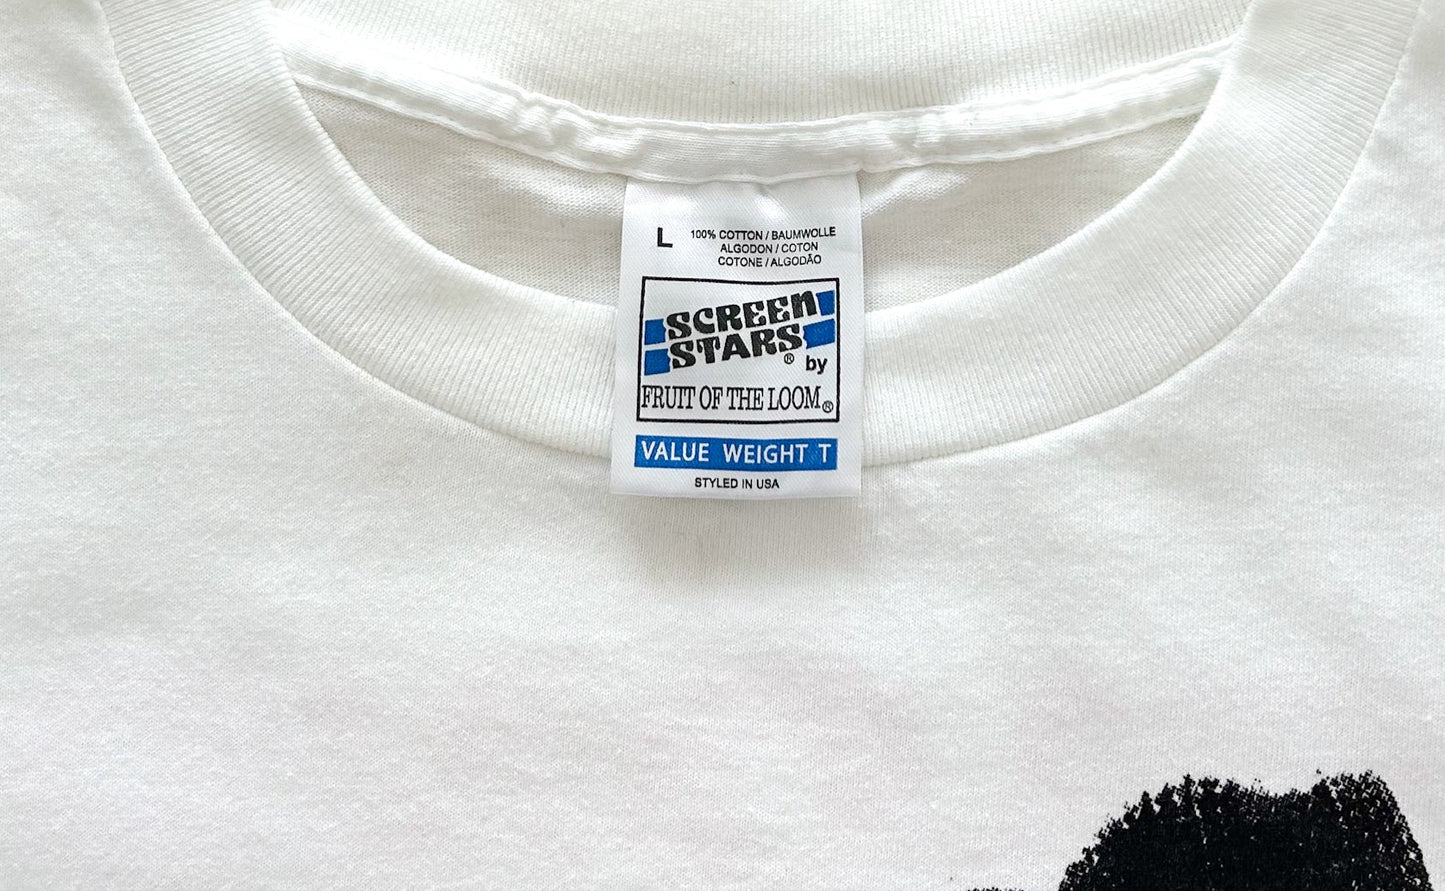 L 100% COTTON / BAUMWOLLE
ALGODON / COTON
COTONE / ALGODÃO
SCREEN
STARS® by
FRUIT OF THE LOOM®
VALUE WEIGHT T
STYLED IN USA